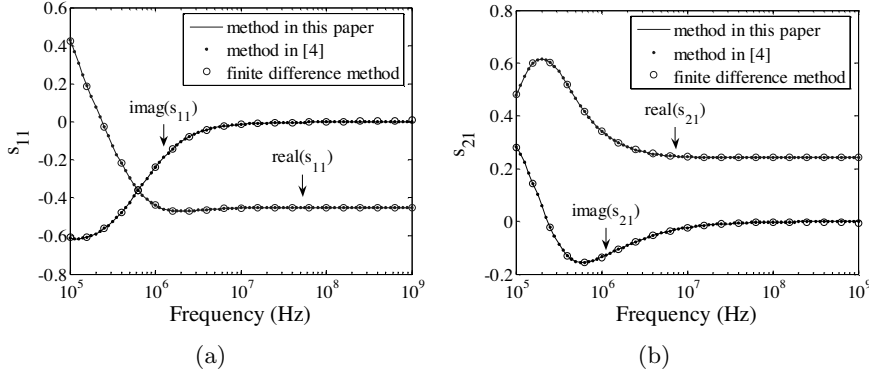 0.6
0.4
0.2
0
-0.2
-0.4
-0.6
0.8
s11
method in this paper
method in [4]
finite difference method
imag(s11)
real(s11)
10^5
10^6
10^7
10^8
10^9
Frequency (Hz)
(a)
0.8
0.6
0.4
0.2
0
-0.2
s21
method in this paper
method in [4]
finite difference method
real(s21)
imag(s21)
10^5
10^6
10^7
10^8
10^9
Frequency (Hz)
(b)